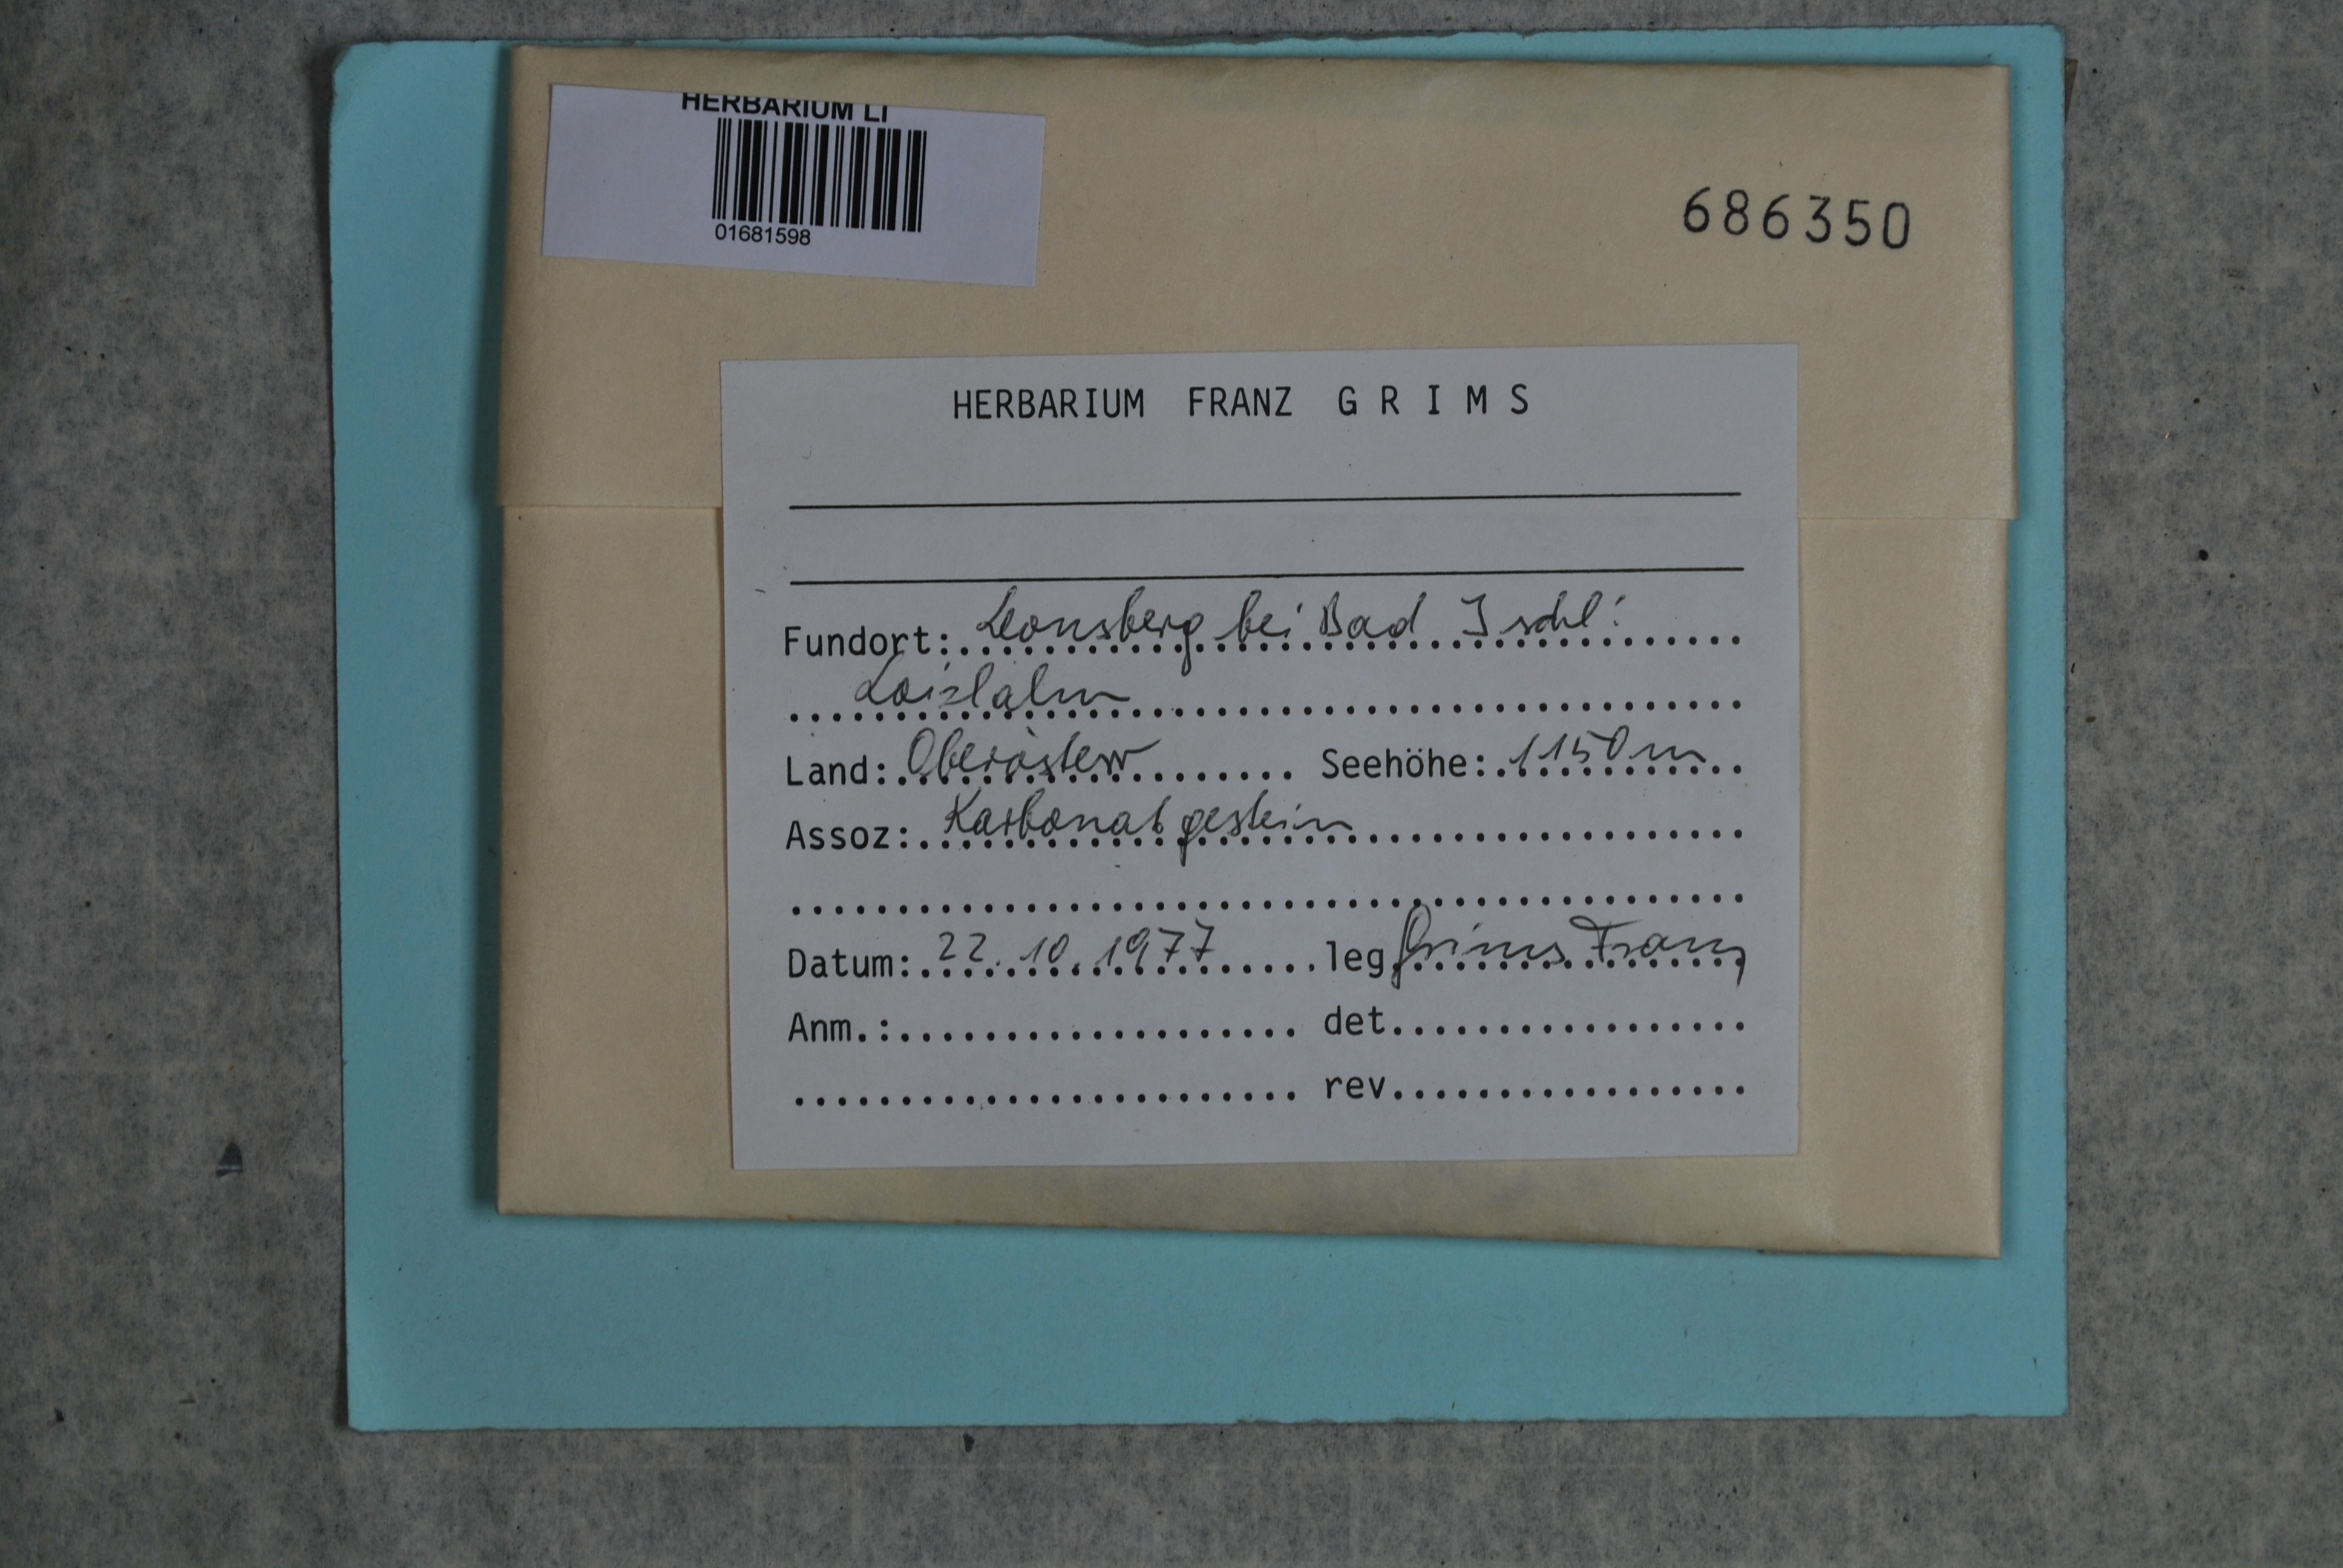 HERBARIUM LI
01681598
686350
HERBARIUM FRANZ G R I M S
Fundort: Leonsberg bei Bad Ischl:
Loizlalm
Land: Oberösterr Seehöhe: 1150 m
Assoz: Karbonatgestein
Datum: 22.10.1977 leg Grims Franz
Anm.: det
rev